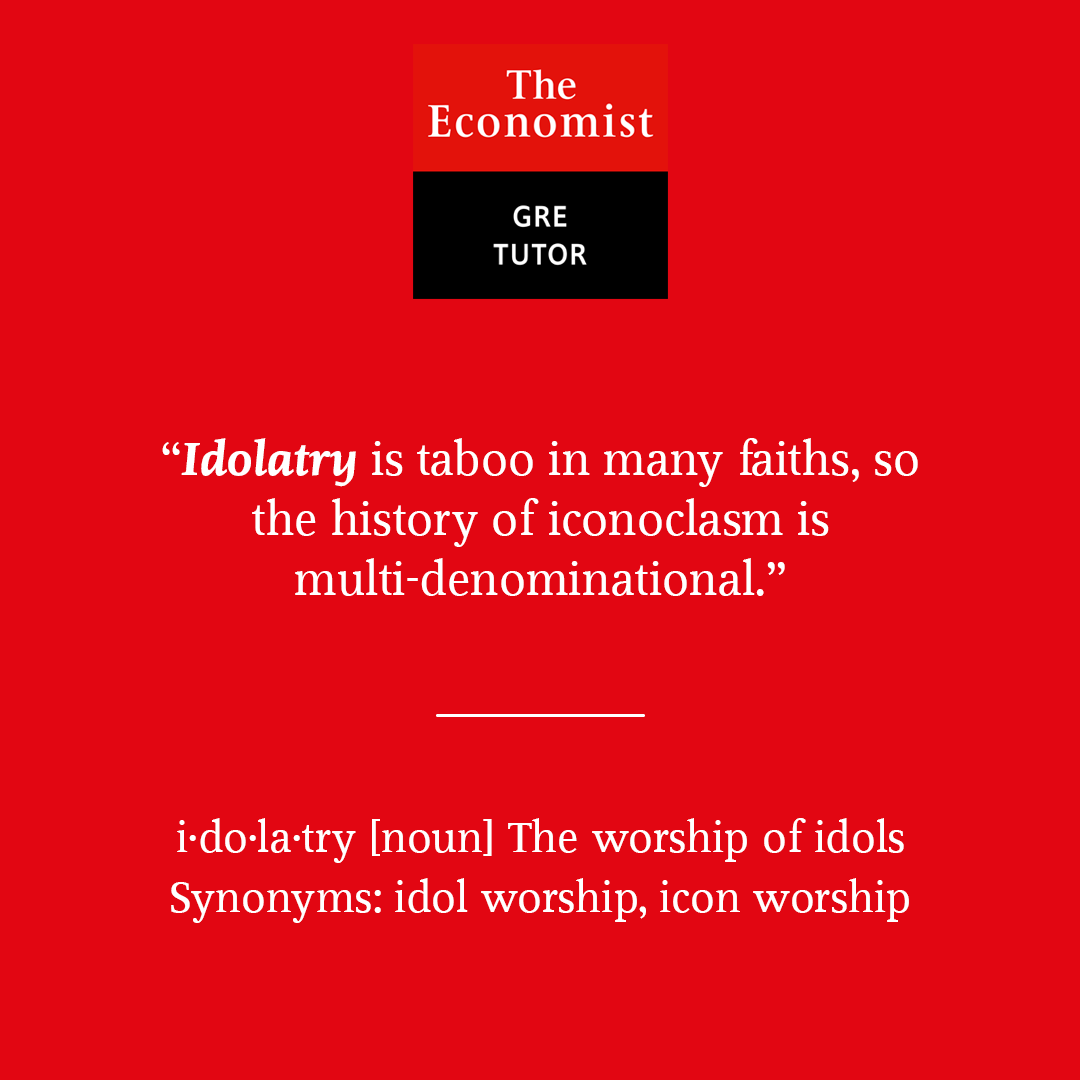 The
Economist
GRE
TUTOR
“Idolatry is taboo in many faiths, so
the history of iconoclasm is
multi-denominational.”
i·do·la·try [noun] The worship of idols
Synonyms: idol worship, icon worship